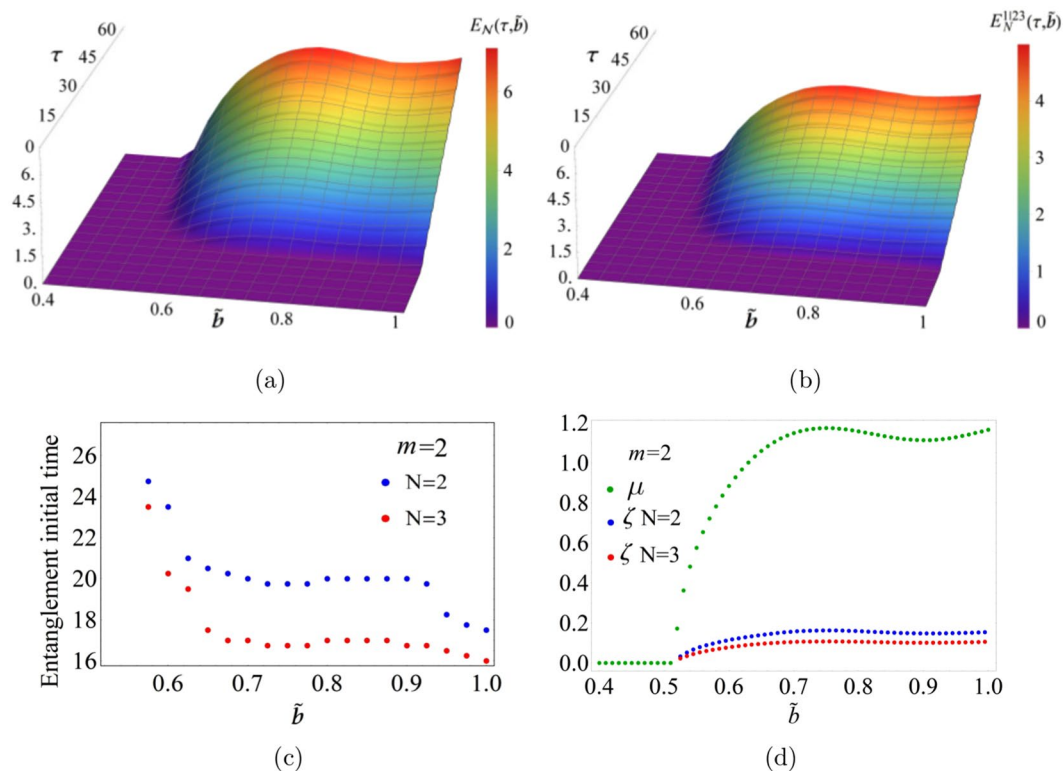 E_N(τ,b̃)
60
τ 45
30
15
0
6.
4.5
3.
1.5
0.
0.4
0.6
0.8
1
b̃
6
4
2
0
(a)
E_N^{1|23}(τ,b̃)
60
τ 45
30
15
0
6.
4.5
3.
1.5
0.
0.4
0.6
0.8
1
b̃
4
3
2
1
0
(b)
Entanglement initial time
26
24
22
20
18
16
m=2
N=2
N=3
0.6 0.7 0.8 0.9 1.0
b̃
(c)
1.2
1.0
0.8
0.6
0.4
0.2
0.0
m=2
μ
ζ N=2
ζ N=3
0.4 0.5 0.6 0.7 0.8 0.9 1.0
b̃
(d)